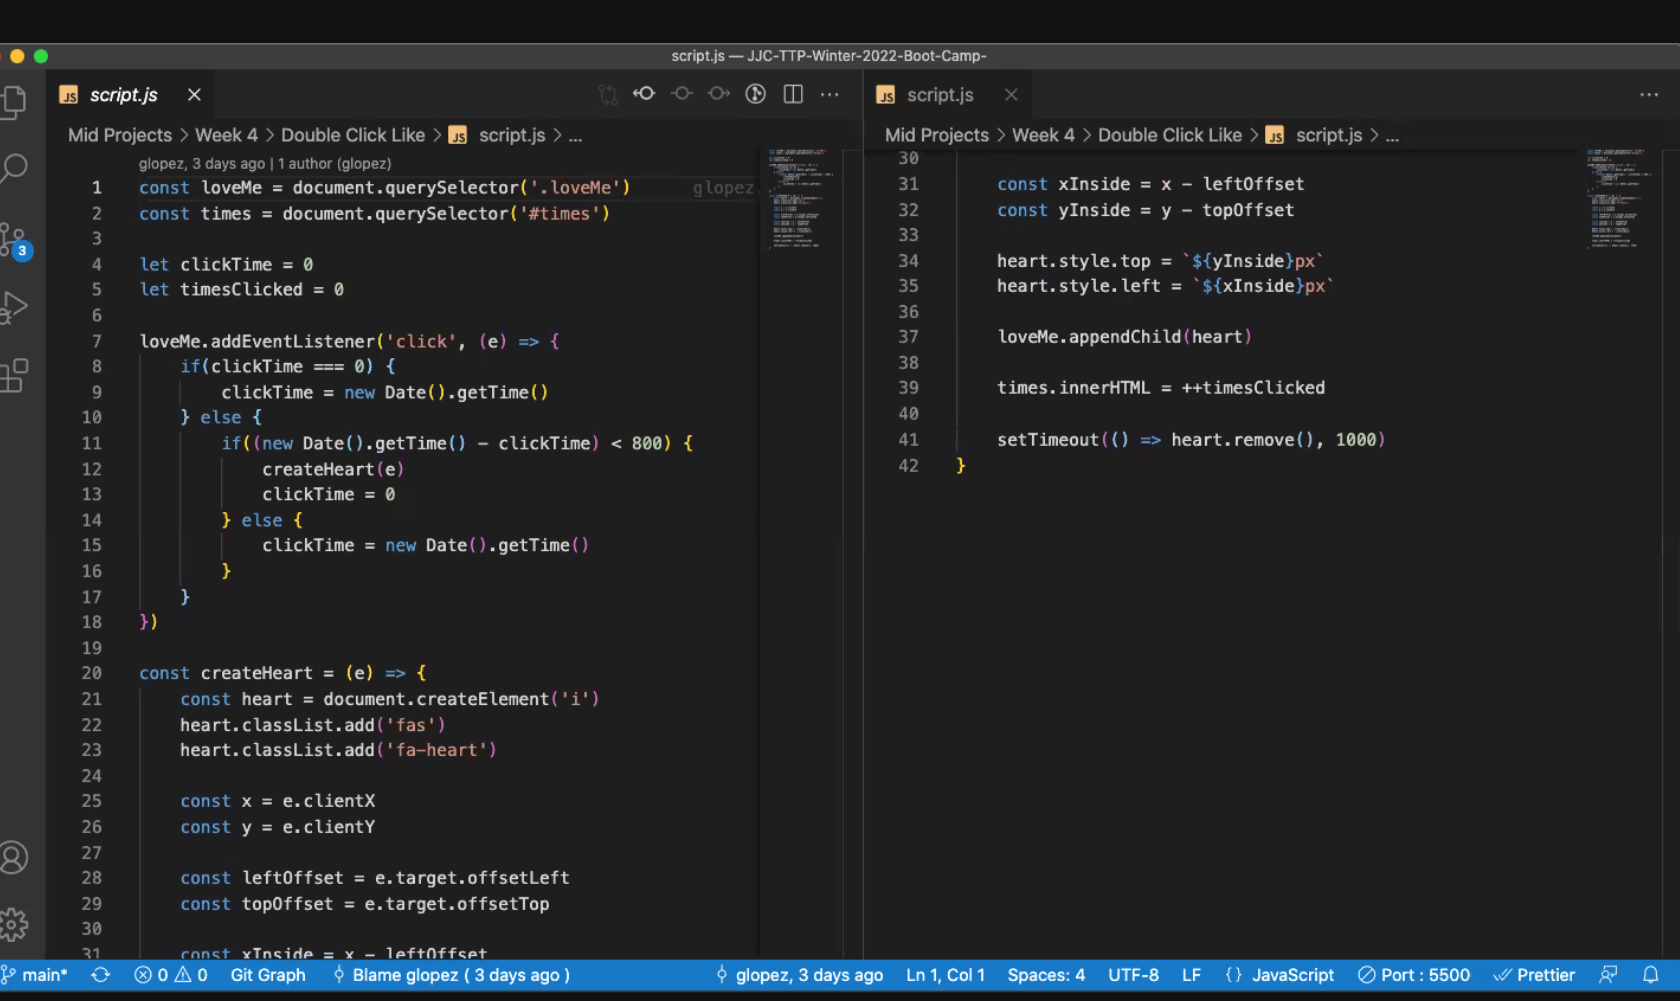 script.js — JJC-TTP-Winter-2022-Boot-Camp-
JS script.js
Mid Projects > Week 4 > Double Click Like > JS script.js > ...
glopez, 3 days ago | 1 author (glopez)
1 const loveMe = document.querySelector('.loveMe') glopez,
2 const times = document.querySelector('#times')
3
4 let clickTime = 0
5 let timesClicked = 0
6
7 loveMe.addEventListener('click', (e) => {
8 if(clickTime === 0) {
9 clickTime = new Date().getTime()
10 } else {
11 if((new Date().getTime() - clickTime) < 800) {
12 createHeart(e)
13 clickTime = 0
14 } else {
15 clickTime = new Date().getTime()
16 }
17 }
18 })
19
20 const createHeart = (e) => {
21 const heart = document.createElement('i')
22 heart.classList.add('fas')
23 heart.classList.add('fa-heart')
24
25 const x = e.clientX
26 const y = e.clientY
27
28 const leftOffset = e.target.offsetLeft
29 const topOffset = e.target.offsetTop
30
31 const xInside = x - leftOffset
JS script.js
Mid Projects > Week 4 > Double Click Like > JS script.js > ...
30
31 const xInside = x - leftOffset
32 const yInside = y - topOffset
33
34 heart.style.top = `${yInside}px`
35 heart.style.left = `${xInside}px`
36
37 loveMe.appendChild(heart)
38
39 times.innerHTML = ++timesClicked
40
41 setTimeout(() => heart.remove(), 1000)
42 }
3
main* 0 0 Git Graph Blame glopez ( 3 days ago ) glopez, 3 days ago Ln 1, Col 1 Spaces: 4 UTF-8 LF {} JavaScript Port : 5500 Prettier